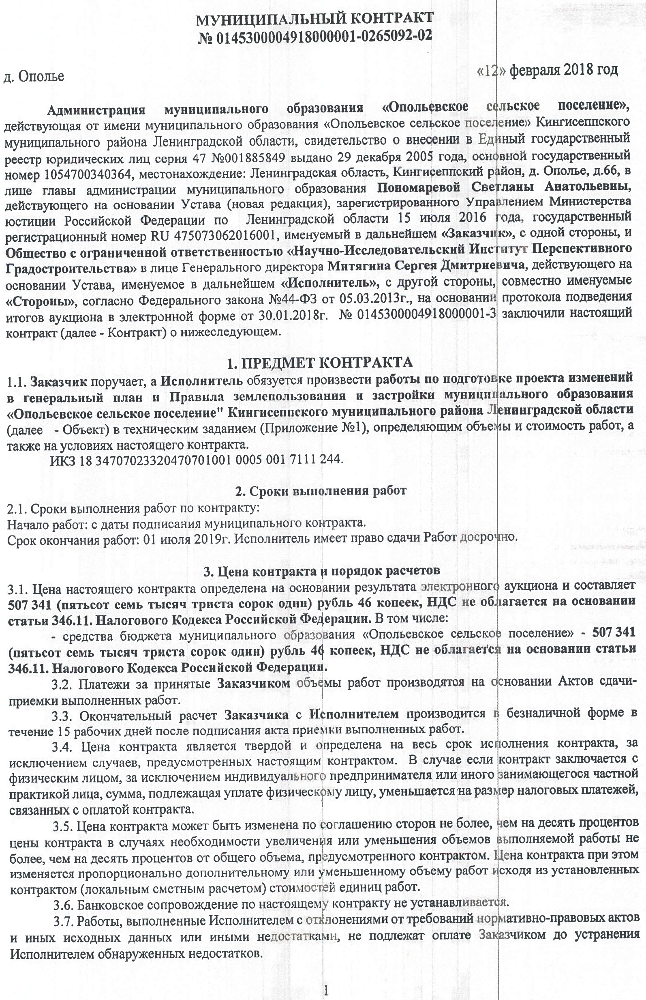 МУНИЦИПАЛЬНЫЙ КОНТРАКТ
№ 0145300004918000001-0265092-02
д. Ополье
«12» февраля 2018 год
Администрация муниципального образования «Опольевское сельское поселение»,
действующая от имени муниципального образования «Опольевское сельское поселение» Кингисеппского
муниципального района Ленинградской области, свидетельство о внесении в Единый государственный
реестр юридических лиц серия 47 №001885849 выдано 29 декабря 2005 года, основной государственный
номер 1054700340364, местонахождение: Ленинградская область, Кингисеппский район, д. Ополье, д.66, в
лице главы администрации муниципального образования Пономаревой Светланы Анатольевны,
действующего на основании Устава (новая редакция), зарегистрированного Управлением Министерства
юстиции Российской Федерации по Ленинградской области 15 июля 2016 года, государственный
регистрационный номер RU 475073062016001, именуемый в дальнейшем «Заказчик», с одной стороны, и
Общество с ограниченной ответственностью «Научно-Исследовательский Институт Перспективного
Градостроительства» в лице Генерального директора Митягина Сергея Дмитриевича, действующего на
основании Устава, именуемое в дальнейшем «Исполнитель», с другой стороны, совместно именуемые
«Стороны», согласно Федерального закона №44-ФЗ от 05.03.2013г., на основании протокола подведения
итогов аукциона в электронной форме от 30.01.2018г. № 0145300004918000001-3 заключили настоящий
контракт (далее - Контракт) о нижеследующем.
1. ПРЕДМЕТ КОНТРАКТА
1.1. Заказчик поручает, а Исполнитель обязуется произвести работы по подготовке проекта изменений
в генеральный план и Правила землепользования и застройки муниципального образования
«Опольевское сельское поселение" Кингисеппского муниципального района Ленинградской области
(далее - Объект) в техническим заданием (Приложение №1), определяющим объемы и стоимость работ, а
также на условиях настоящего контракта.
ИКЗ 18 34707023320470701001 0005 001 7111 244.
2. Сроки выполнения работ
2.1. Сроки выполнения работ по контракту:
Начало работ: с даты подписания муниципального контракта.
Срок окончания работ: 01 июля 2019г. Исполнитель имеет право сдачи Работ досрочно.
3. Цена контракта и порядок расчетов
3.1. Цена настоящего контракта определена на основании результата электронного аукциона и составляет
507 341 (пятьсот семь тысяч триста сорок один) рубль 46 копеек, НДС не облагается на основании
статьи 346.11. Налогового Кодекса Российской Федерации. В том числе:
- средства бюджета муниципального образования «Опольевское сельское поселение» - 507 341
(пятьсот семь тысяч триста сорок один) рубль 46 копеек, НДС не облагается на основании статьи
346.11. Налогового Кодекса Российской Федерации.
3.2. Платежи за принятые Заказчиком объемы работ производятся на основании Актов сдачи-
приемки выполненных работ.
3.3. Окончательный расчет Заказчика с Исполнителем производится в безналичной форме в
течение 15 рабочих дней после подписания акта приемки выполненных работ.
3.4. Цена контракта является твердой и определена на весь срок исполнения контракта, за
исключением случаев, предусмотренных настоящим контрактом. В случае если контракт заключается с
физическим лицом, за исключением индивидуального предпринимателя или иного занимающегося частной
практикой лица, сумма, подлежащая уплате физическому лицу, уменьшается на размер налоговых платежей,
связанных с оплатой контракта.
3.5. Цена контракта может быть изменена по соглашению сторон не более, чем на десять процентов
цены контракта в случаях необходимости увеличения или уменьшения объемов выполняемой работы не
более, чем на десять процентов от общего объема, предусмотренного контрактом. Цена контракта при этом
изменяется пропорционально дополнительному или уменьшенному объему работ исходя из установленных
контрактом (локальным сметным расчетом) стоимостей единиц работ.
3.6. Банковское сопровождение по настоящему контракту не устанавливается.
3.7. Работы, выполненные Исполнителем с отклонениями от требований нормативно-правовых актов
и иных исходных данных или иными недостатками, не подлежат оплате Заказчиком до устранения
Исполнителем обнаруженных недостатков.
1